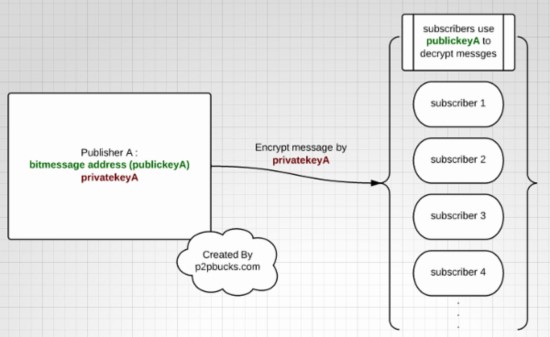 subscribers use
publickeyA to
decrypt messges
subscriber 1
Publisher A :
bitmessage address (publickeyA)
privatekeyA
Encrypt message by
privatekeyA
subscriber 2
subscriber 3
Created By
p2pbucks.com
subscriber 4